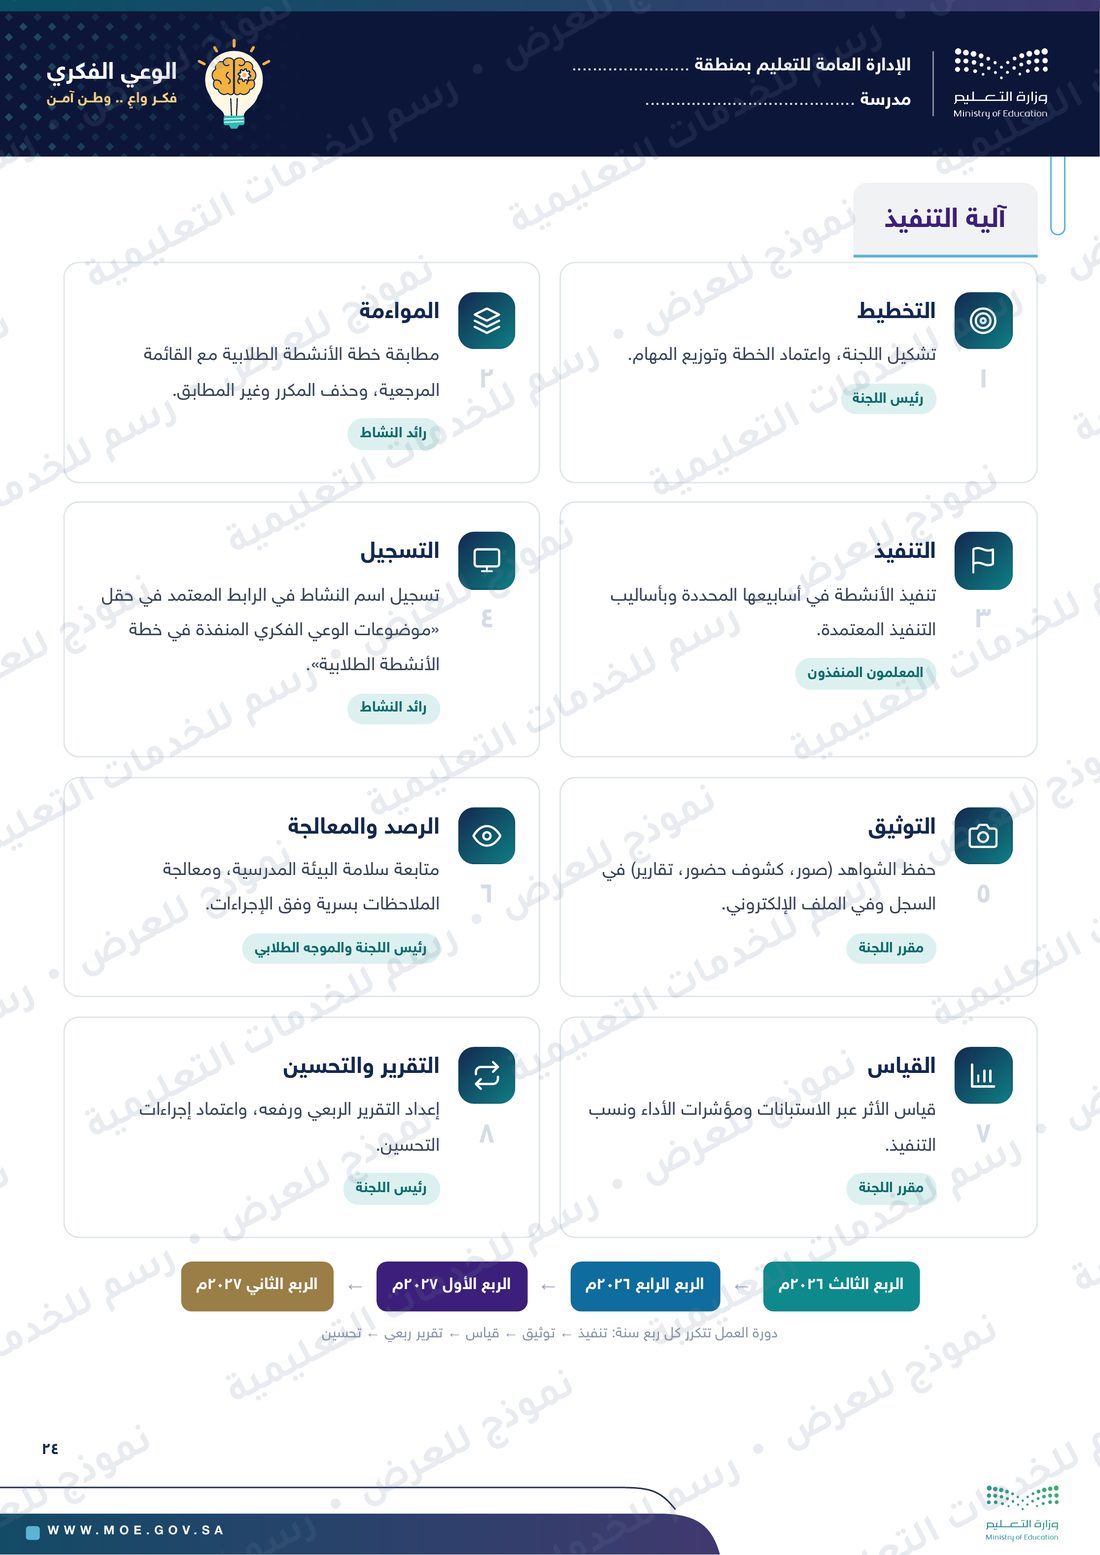 وزارة التعليم
Ministry of Education
الإدارة العامة للتعليم بمنطقة ......................
مدرسة ........................................
الوعي الفكري
فكـر واعٍ .. وطـن آمـن
آلية التنفيذ
١
التخطيط
تشكيل اللجنة، واعتماد الخطة وتوزيع المهام.
رئيس اللجنة
٢
المواءمة
مطابقة خطة الأنشطة الطلابية مع القائمة
المرجعية، وحذف المكرر وغير المطابق.
رائد النشاط
٣
التنفيذ
تنفيذ الأنشطة في أسابيعها المحددة وبأساليب
التنفيذ المعتمدة.
المعلمون المنفذون
٤
التسجيل
تسجيل اسم النشاط في الرابط المعتمد في حقل
«موضوعات الوعي الفكري المنفذة في خطة
الأنشطة الطلابية».
رائد النشاط
٥
التوثيق
حفظ الشواهد (صور، كشوف حضور، تقارير) في
السجل وفي الملف الإلكتروني.
مقرر اللجنة
٦
الرصد والمعالجة
متابعة سلامة البيئة المدرسية، ومعالجة
الملاحظات بسرية وفق الإجراءات.
رئيس اللجنة والموجه الطلابي
٧
القياس
قياس الأثر عبر الاستبانات ومؤشرات الأداء ونسب
التنفيذ.
مقرر اللجنة
٨
التقرير والتحسين
إعداد التقرير الربعي ورفعه، واعتماد إجراءات
التحسين.
رئيس اللجنة
الربع الثالث ٢٠٢٦م ← الربع الرابع ٢٠٢٦م ← الربع الأول ٢٠٢٧م ← الربع الثاني ٢٠٢٧م
دورة العمل تتكرر كل ربع سنة: تنفيذ ← توثيق ← قياس ← تقرير ربعي ← تحسين
٢٤
WWW.MOE.GOV.SA
وزارة التعليم
Ministry of Education
نموذج للعرض • رسم للخدمات التعليمية